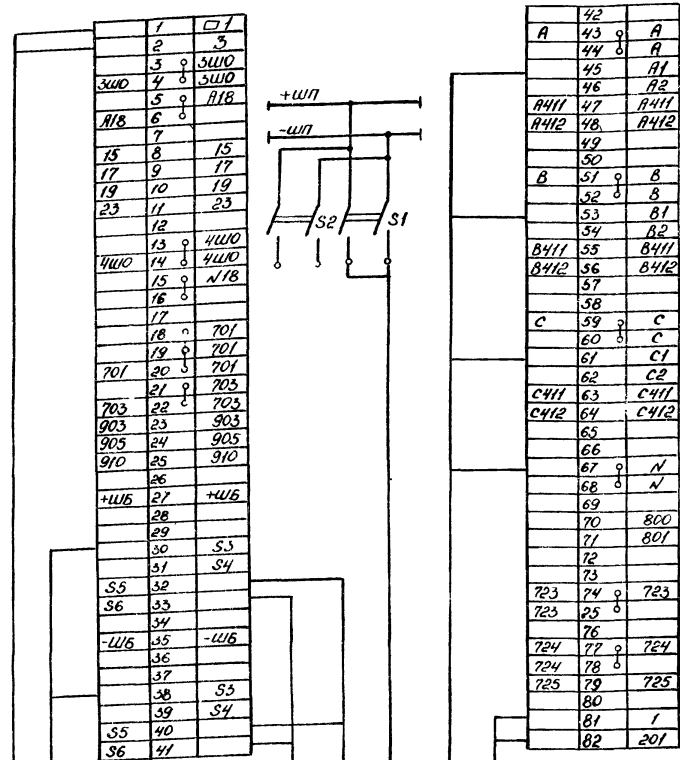 1 □1
2 3
3 3ШО
3ШО 4 3ШО
5 А18
А18 6
7
15 8 15
17 9 17
19 10 19
23 11 23
12
13 4ШО
4ШО 14 4ШО
15 N18
16
17
18 701
19 701
701 20 701
21 703
703 22 703
903 23 903
905 24 905
910 25 910
26
+ШБ 27 +ШБ
28
29
30 S3
31 S4
S5 32
S6 33
34
-ШБ 35 -ШБ
36
37
38 S3
39 S4
S5 40
S6 41
+ШП
-ШП
S2 S1
42
А 43 А
44 А
45 А1
46 А2
А411 47 А411
А412 48 А412
49
50
В 51 В
52 В
53 В1
54 В2
В411 55 В411
В412 56 В412
57
58
С 59 С
60 С
61 С1
62 С2
С411 63 С411
С412 64 С412
65
66
67 N
68 N
69
70 800
71 801
72
73
723 74 723
723 25
76
724 77 724
724 78
725 79 725
80
81 1
82 201